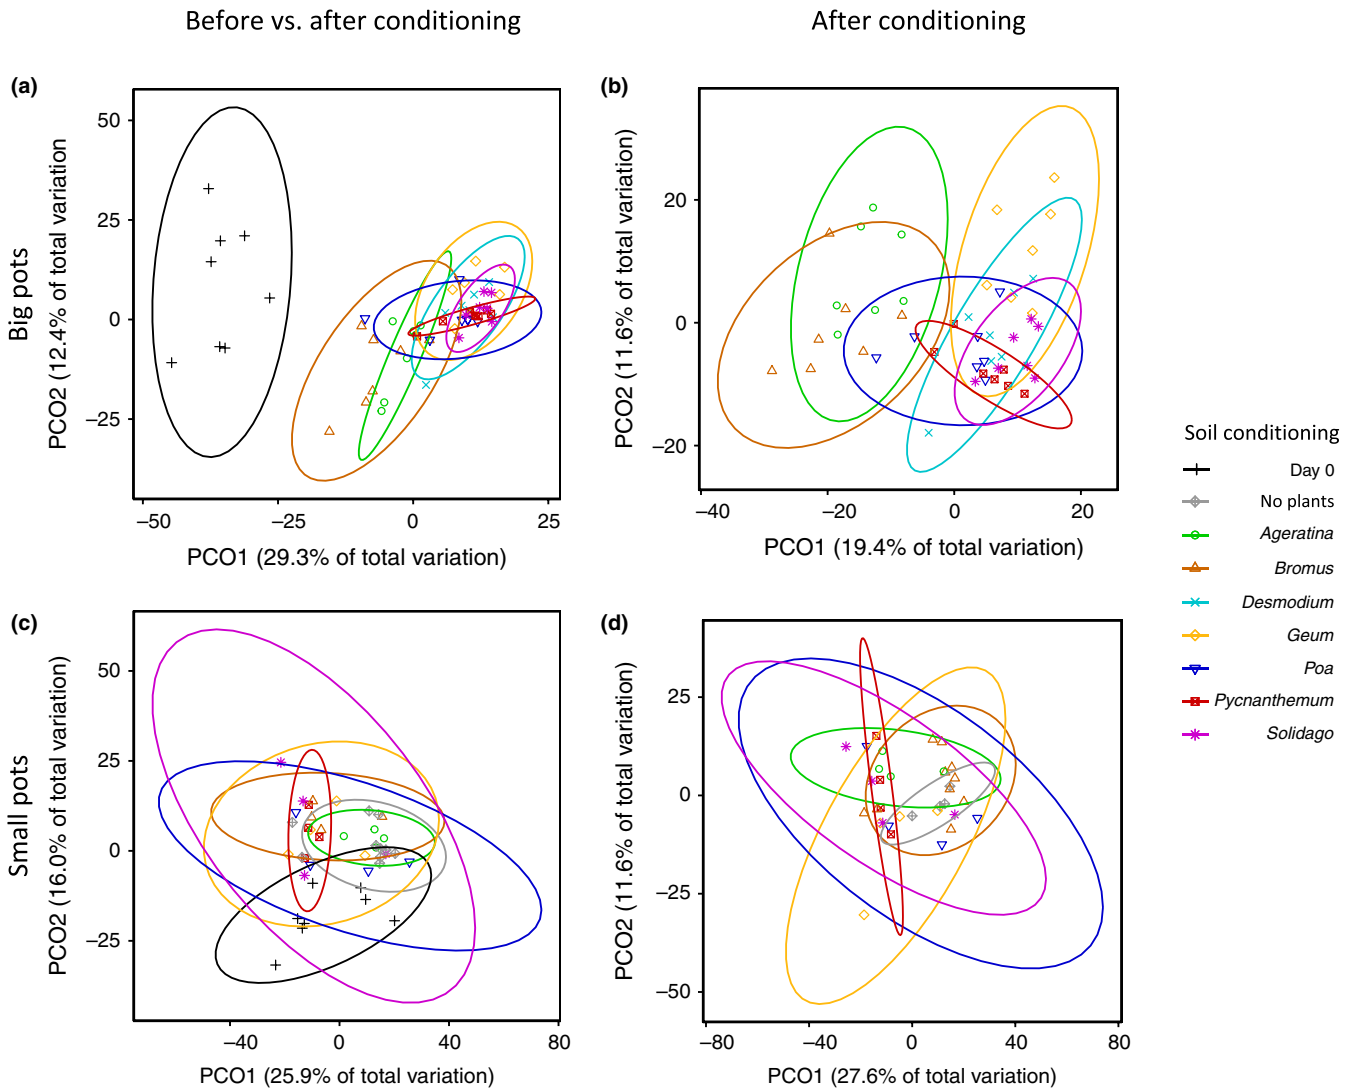 Before vs. after conditioning
After conditioning
(a)
(b)
Big pots
PCO2 (12.4% of total variation
50
25
0
−25
−50
−25
0
25
PCO1 (29.3% of total variation)
PCO2 (11.6% of total variation)
20
0
−20
−40
−20
0
20
PCO1 (19.4% of total variation)
Soil conditioning
Day 0
No plants
Ageratina
Bromus
Desmodium
Geum
Poa
Pycnanthemum
Solidago
(c)
(d)
Small pots
PCO2 (16.0% of total variation)
50
25
0
−25
−40
0
40
80
PCO1 (25.9% of total variation)
PCO2 (11.6% of total variation)
25
0
−25
−50
−80
−40
0
40
80
PCO1 (27.6% of total variation)